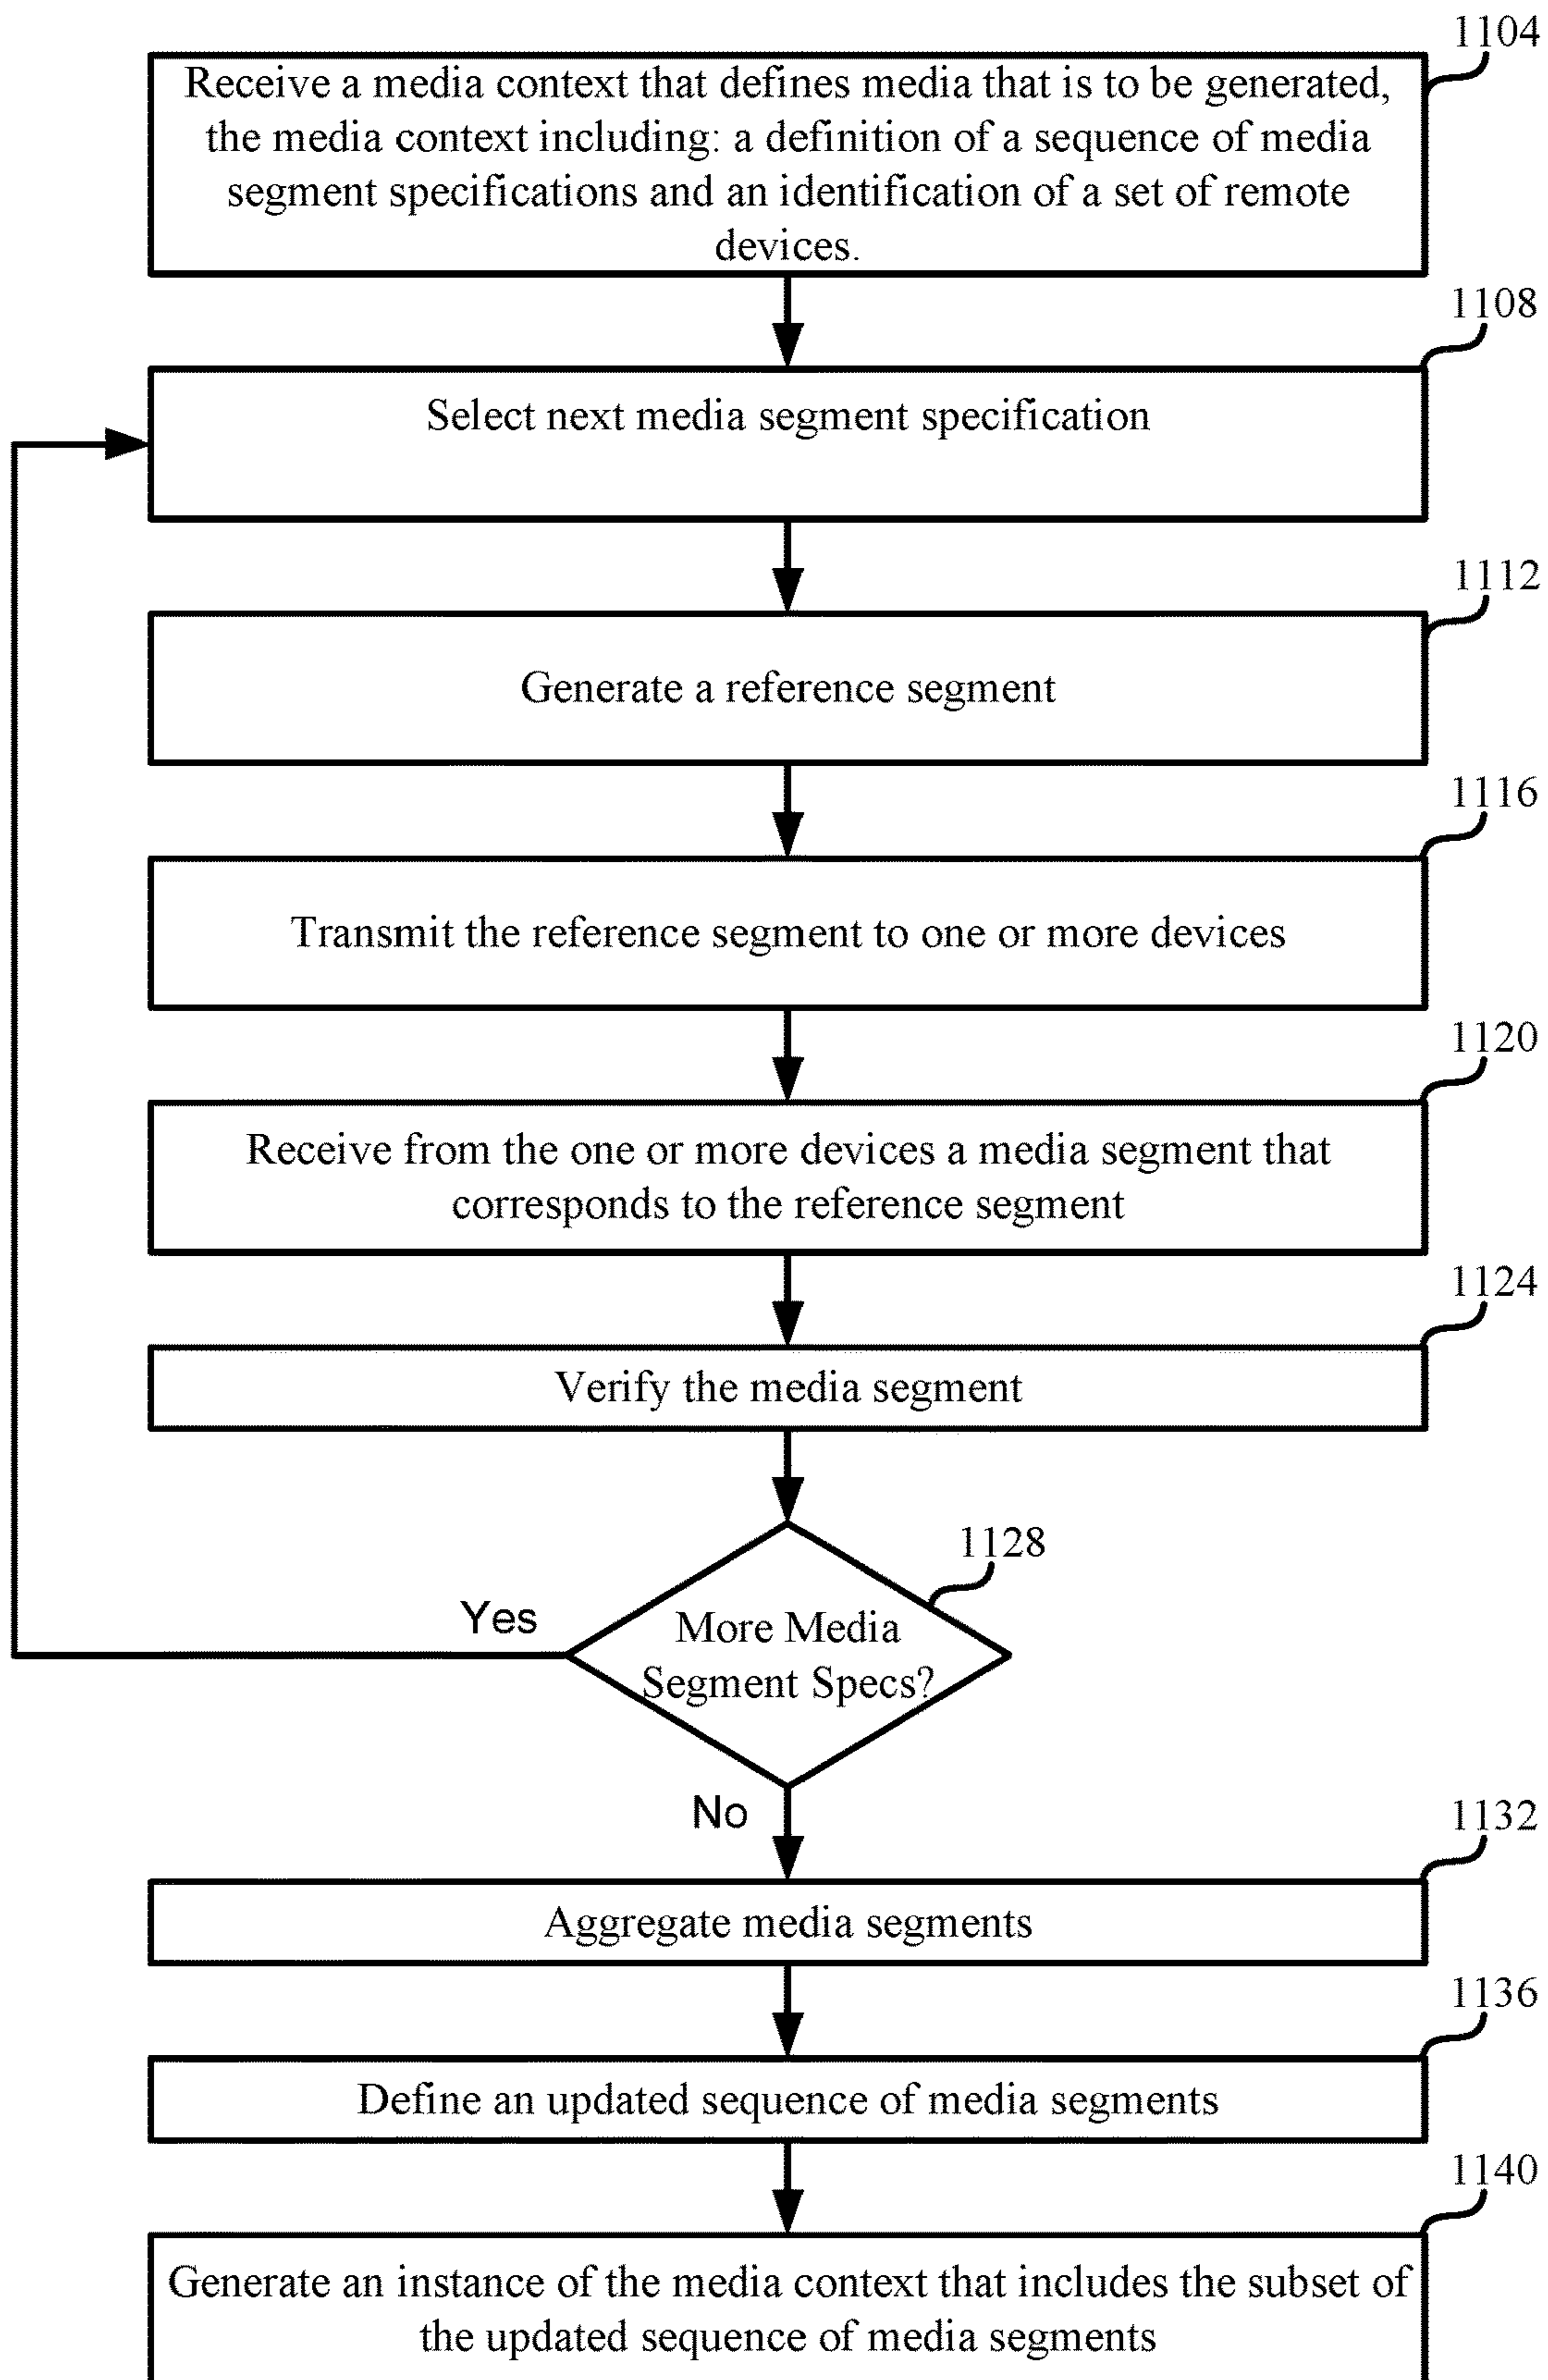 1104
Receive a media context that defines media that is to be generated,
the media context including: a definition of a sequence of media
segment specifications and an identification of a set of remote
devices.
1108
Select next media segment specification
1112
Generate a reference segment
1116
Transmit the reference segment to one or more devices
1120
Receive from the one or more devices a media segment that
corresponds to the reference segment
1124
Verify the media segment
1128
More Media
Segment Specs?
Yes
No
1132
Aggregate media segments
1136
Define an updated sequence of media segments
1140
Generate an instance of the media context that includes the subset of
the updated sequence of media segments